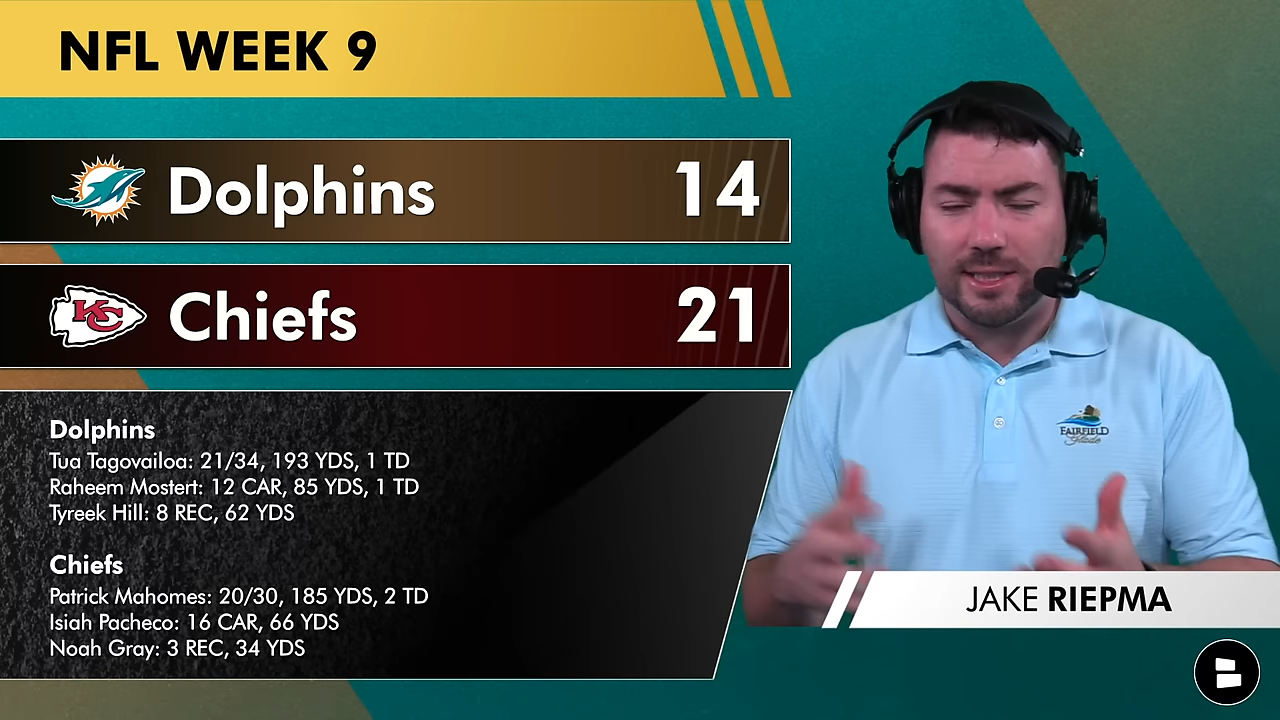 NFL WEEK 9
Dolphins 14
KC
Chiefs 21
Dolphins
Tua Tagovailoa: 21/34, 193 YDS, 1 TD
Raheem Mostert: 12 CAR, 85 YDS, 1 TD
Tyreek Hill: 8 REC, 62 YDS
Chiefs
Patrick Mahomes: 20/30, 185 YDS, 2 TD
Isiah Pacheco: 16 CAR, 66 YDS
Noah Gray: 3 REC, 34 YDS
FAIRFIELD
Glade
JAKE RIEPMA